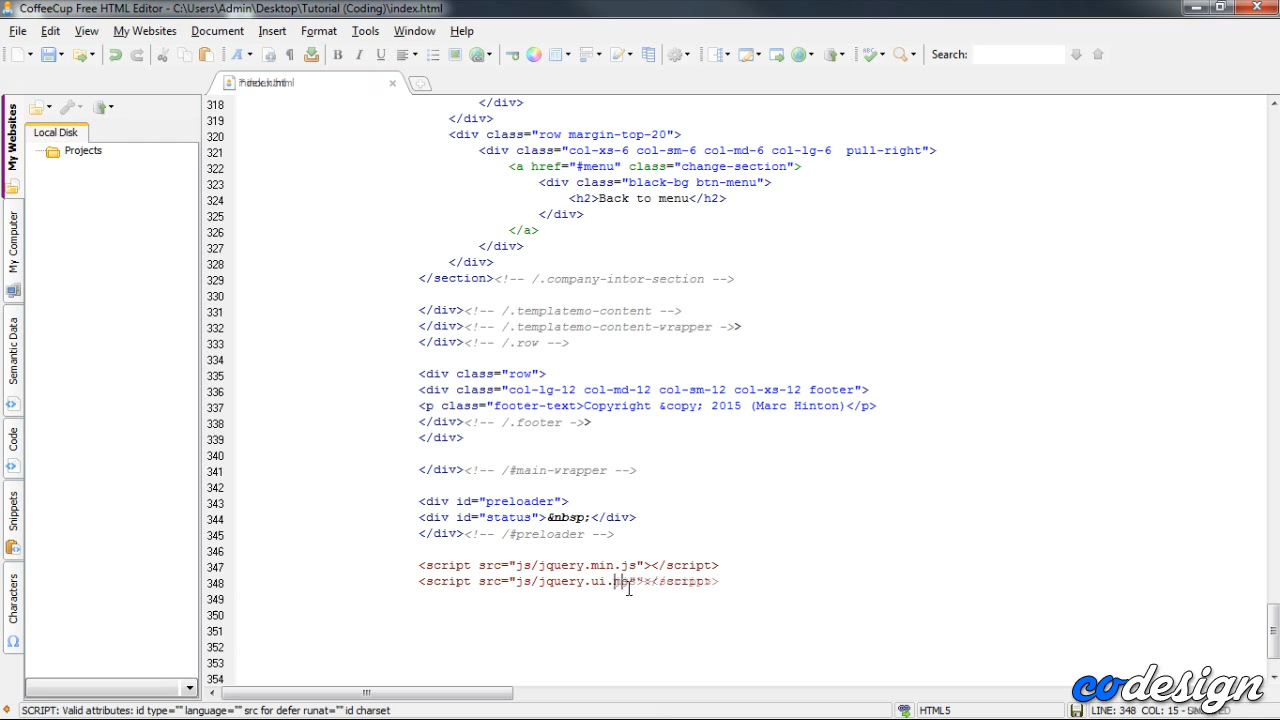 CoffeeCup Free HTML Editor - C:\Users\Admin\Desktop\Tutorial (Coding)\index.html
File Edit View My Websites Document Insert Format Tools Window Help
Search:
Local Disk
Projects
My Websites
My Computer
Semantic Data
Code
Snippets
Symbols
318 </div>
319 </div>
320 <div class="row margin-top-20">
321 <div class="col-xs-6 col-sm-6 col-md-6 col-lg-6  pull-right">
322 <a href="#menu" class="change-section">
323 <div class="black-bg btn-menu">
324 <h2>Back to menu</h2>
325 </div>
326 </a>
327 </div>
328 </div>
329 </section><!-- /.company-intor-section -->
330
331 </div><!-- /.templatemo-content -->
332 </div><!-- /.templatemo-content-wrapper ->>
333 </div><!-- /.row -->
334
335 <div class="row">
336 <div class="col-lg-12 col-md-12 col-sm-12 col-xs-12 footer">
337 <p class="footer-text>Copyright &copy; 2015 (Marc Hinton)</p>
338 </div><!-- /.footer ->>
339 </div>
340
341 </div><!-- /#main-wrapper -->
342
343 <div id="preloader">
344 <div id="status">&nbsp;</div>
345 </div><!-- /#preloader -->
346
347 <script src="js/jquery.min.js"></script>
348 <script src="js/jquery.ui.
349
350
351
352
353
354
codesign
SCRIPT: Valid attributes: id type="" language="" src for defer runat="" id charset
HTML5
LINE: 348 COL: 15 -